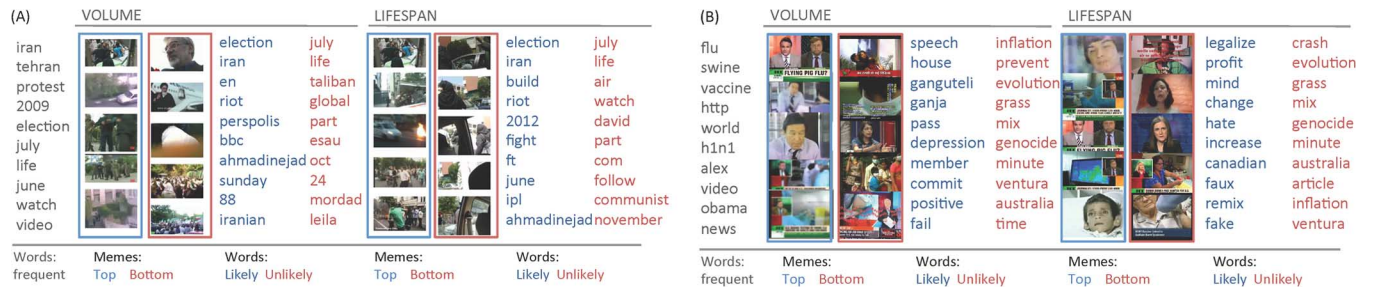 (A) VOLUME LIFESPAN
iran
tehran
protest
2009
election
july
life
june
watch
video
election july
iran life
en taliban
riot global
perspolis part
bbc esau
ahmadinejad oct
sunday 24
88 mordad
iranian leila
election july
iran life
build air
riot watch
2012 david
fight part
ft com
june follow
ipl communist
ahmadinejad november
Words: Memes: Words: Memes: Words:
frequent Top Bottom Likely Unlikely Top Bottom Likely Unlikely
(B) VOLUME LIFESPAN
flu
swine
vaccine
http
world
h1n1
alex
video
obama
news
FLYING PIG FLU?
speech inflation
house prevent
ganguteli evolution
ganja grass
pass mix
depression genocide
member minute
commit ventura
positive australia
fail time
legalize crash
profit evolution
mind grass
change mix
hate genocide
increase minute
canadian australia
faux article
remix inflation
fake ventura
Words: Memes: Words: Memes: Words:
frequent Top Bottom Likely Unlikely Top Bottom Likely Unlikely